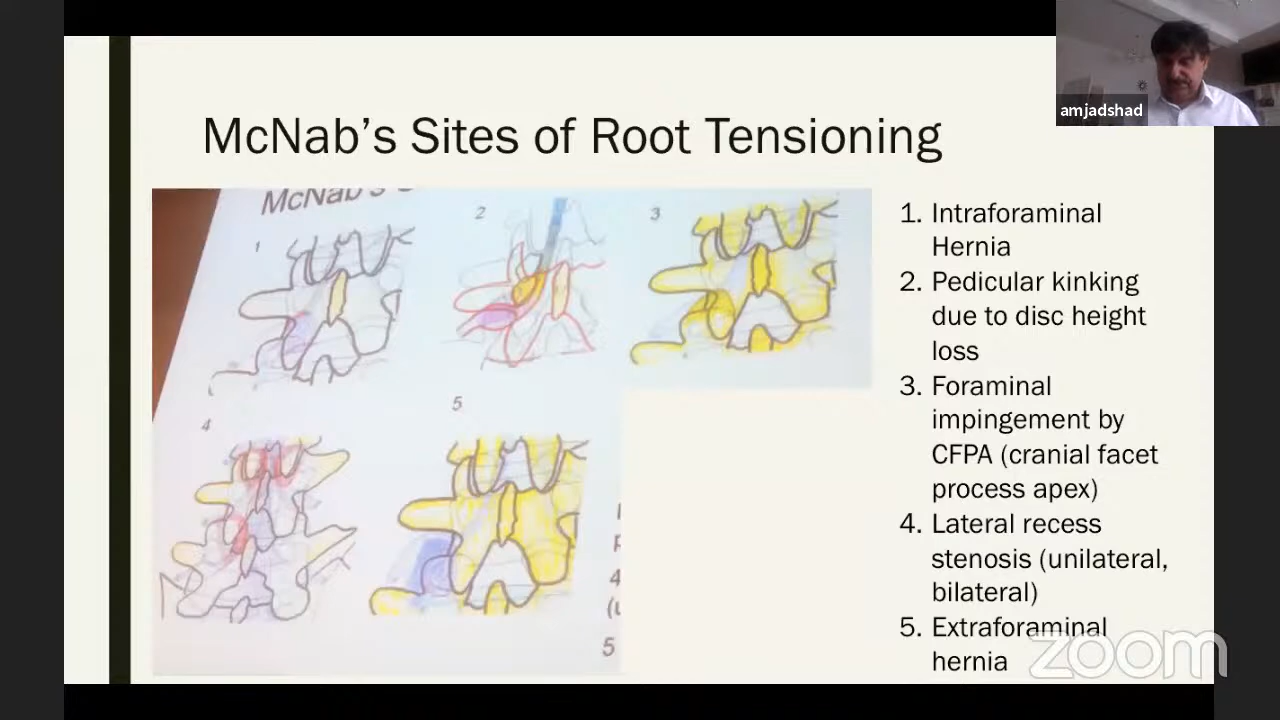 amjadshad
McNab's Sites of Root Tensioning
McNab's
1
2
3
4
5
4
5
1. Intraforaminal
Hernia
2. Pedicular kinking
due to disc height
loss
3. Foraminal
impingement by
CFPA (cranial facet
process apex)
4. Lateral recess
stenosis (unilateral,
bilateral)
5. Extraforaminal
hernia
zoom